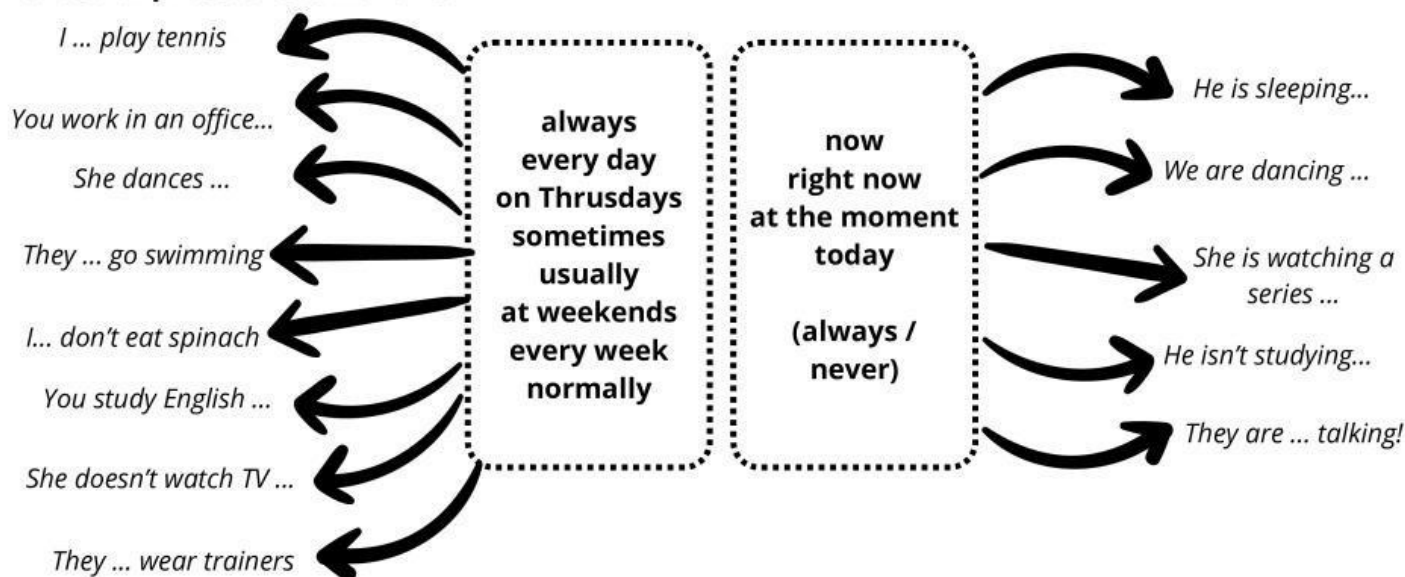 I ... play tennis
You work in an office...
She dances ...
They ... go swimming
I... don't eat spinach
You study English ...
She doesn't watch TV ...
They ... wear trainers
always
every day
on Thrusdays
sometimes
usually
at weekends
every week
normally
now
right now
at the moment
today
(always /
never)
He is sleeping...
We are dancing ...
She is watching a
series ...
He isn't studying...
They are ... talking!